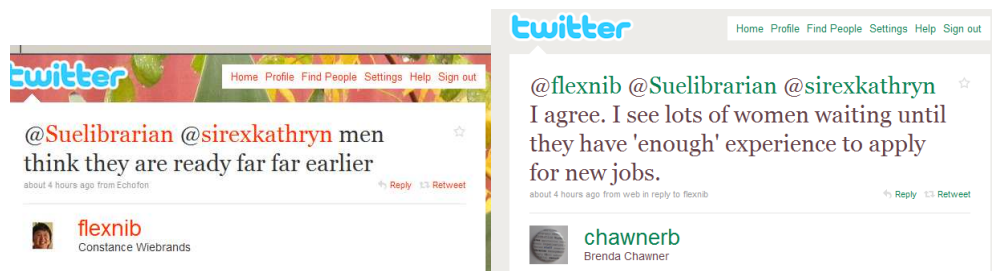 twitter
Home Profile Find People Settings Help Sign out
@Suelibrarian @sirexkathryn men
think they are ready far far earlier
about 4 hours ago from Echofon
Reply Retweet
flexnib
Constance Wiebrands
twitter
Home Profile Find People Settings Help Sign out
@flexnib @Suelibrarian @sirexkathryn
I agree. I see lots of women waiting until
they have 'enough' experience to apply
for new jobs.
about 4 hours ago from web in reply to flexnib
Reply Retweet
chawnerb
Brenda Chawner